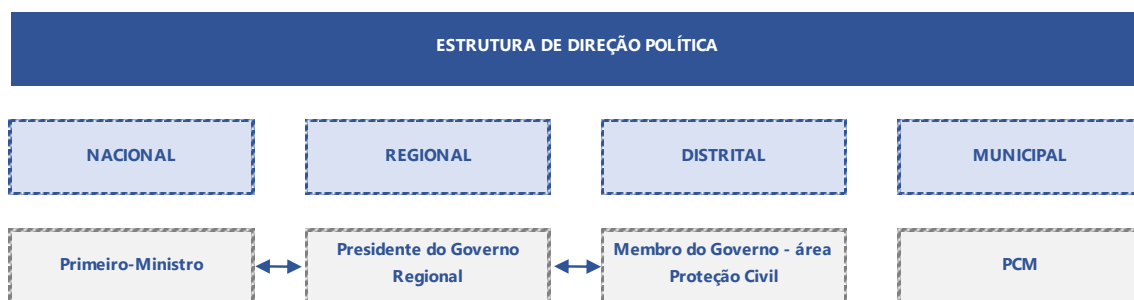 ESTRUTURA DE DIREÇÃO POLÍTICA
NACIONAL
REGIONAL
DISTRITAL
MUNICIPAL
Primeiro-Ministro
Presidente do Governo
Regional
Membro do Governo - área
Proteção Civil
PCM